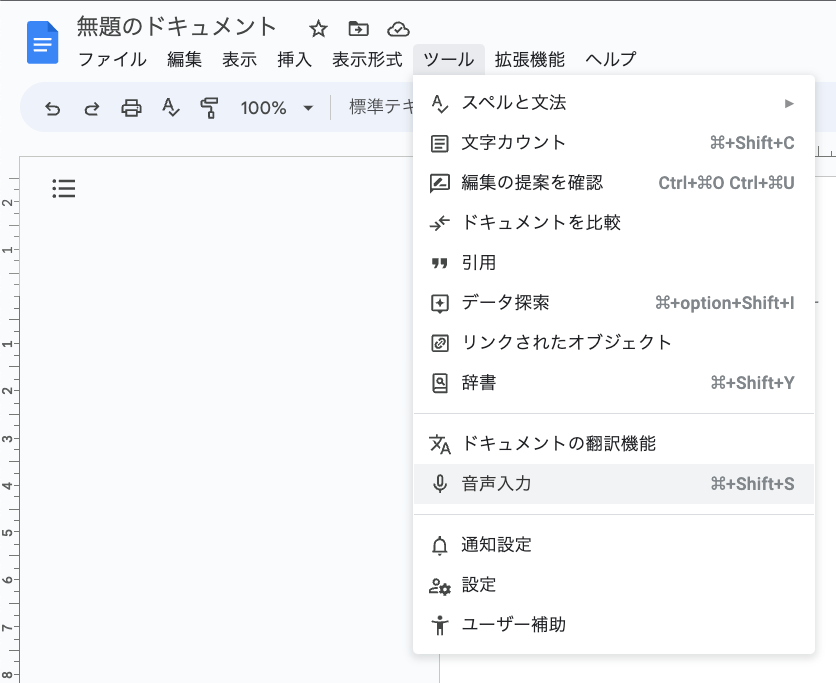 無題のドキュメント
ファイル 編集 表示 挿入 表示形式 ツール 拡張機能 ヘルプ
100% 標準テキ
スペルと文法
文字カウント ⌘+Shift+C
編集の提案を確認 Ctrl+⌘O Ctrl+⌘U
ドキュメントを比較
引用
データ探索 ⌘+option+Shift+I
リンクされたオブジェクト
辞書 ⌘+Shift+Y
ドキュメントの翻訳機能
音声入力 ⌘+Shift+S
通知設定
設定
ユーザー補助
2
1
1
2
3
4
5
6
7
8